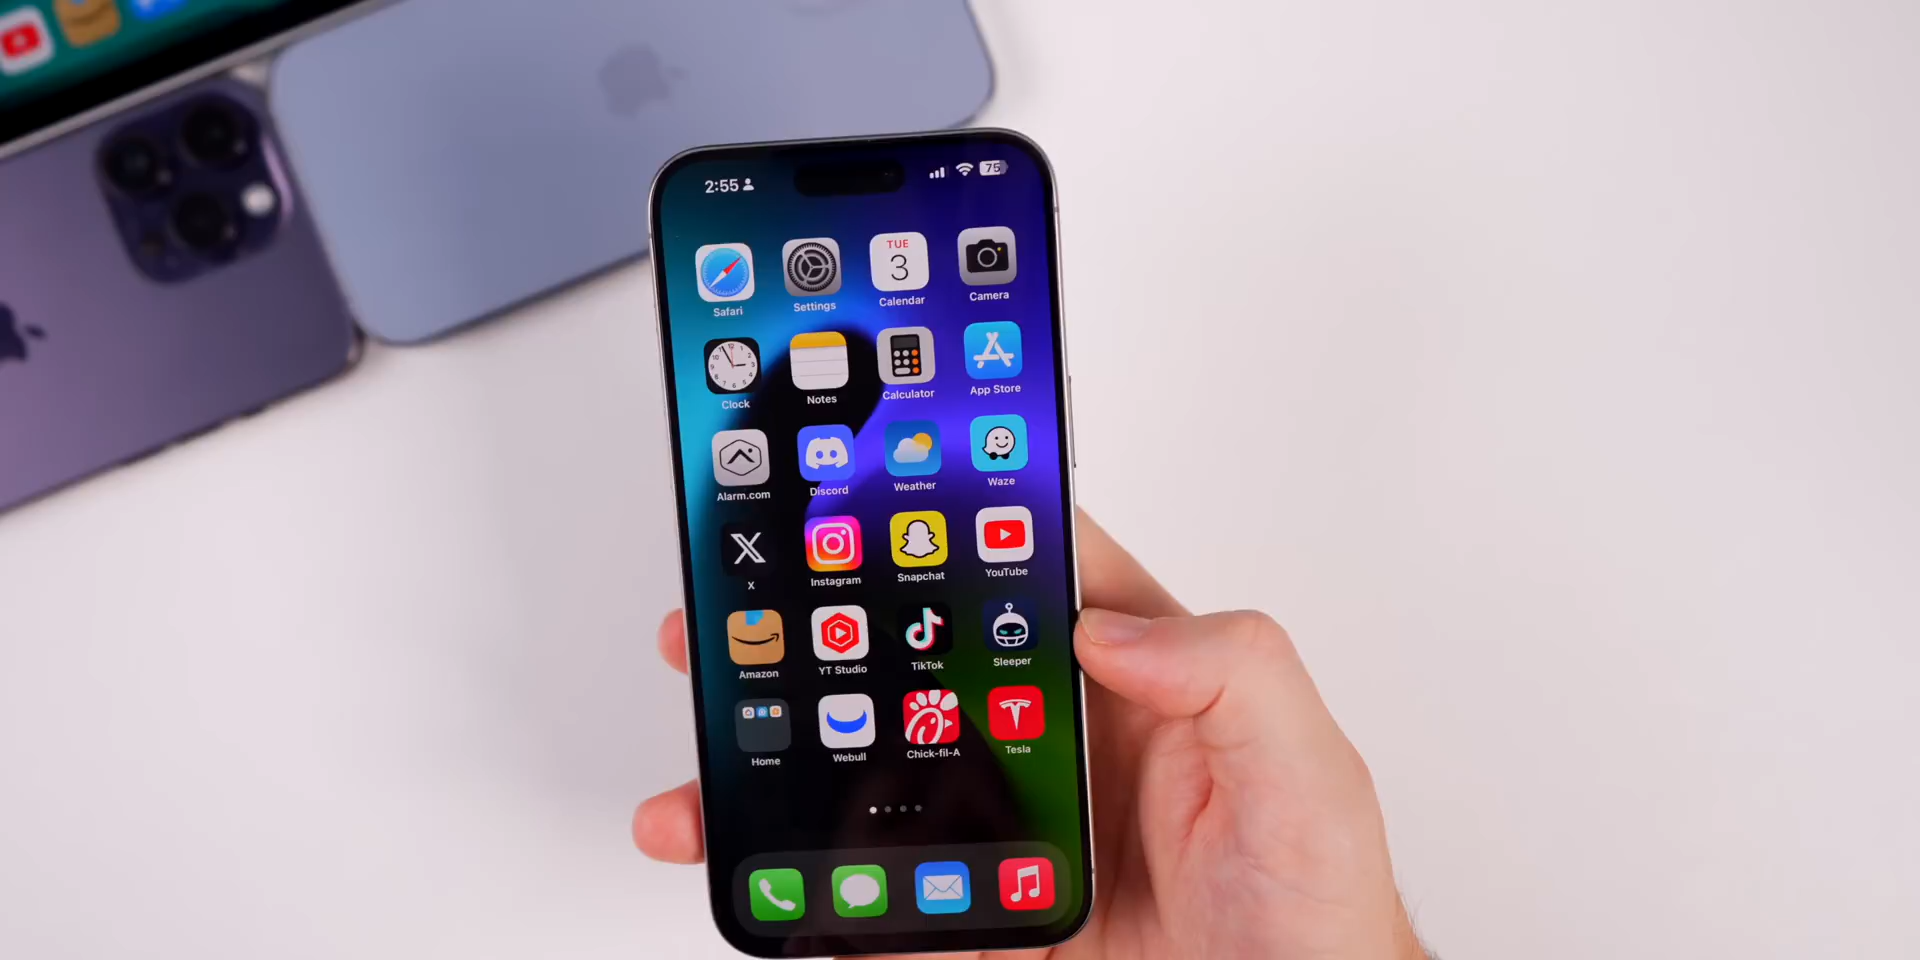 2:55 75
TUE
3
Safari Settings Calendar Camera
Clock Notes Calculator App Store
Alarm.com Discord Weather Waze
X Instagram Snapchat YouTube
Amazon YT Studio TikTok Sleeper
Home Webull Chick-fil-A Tesla